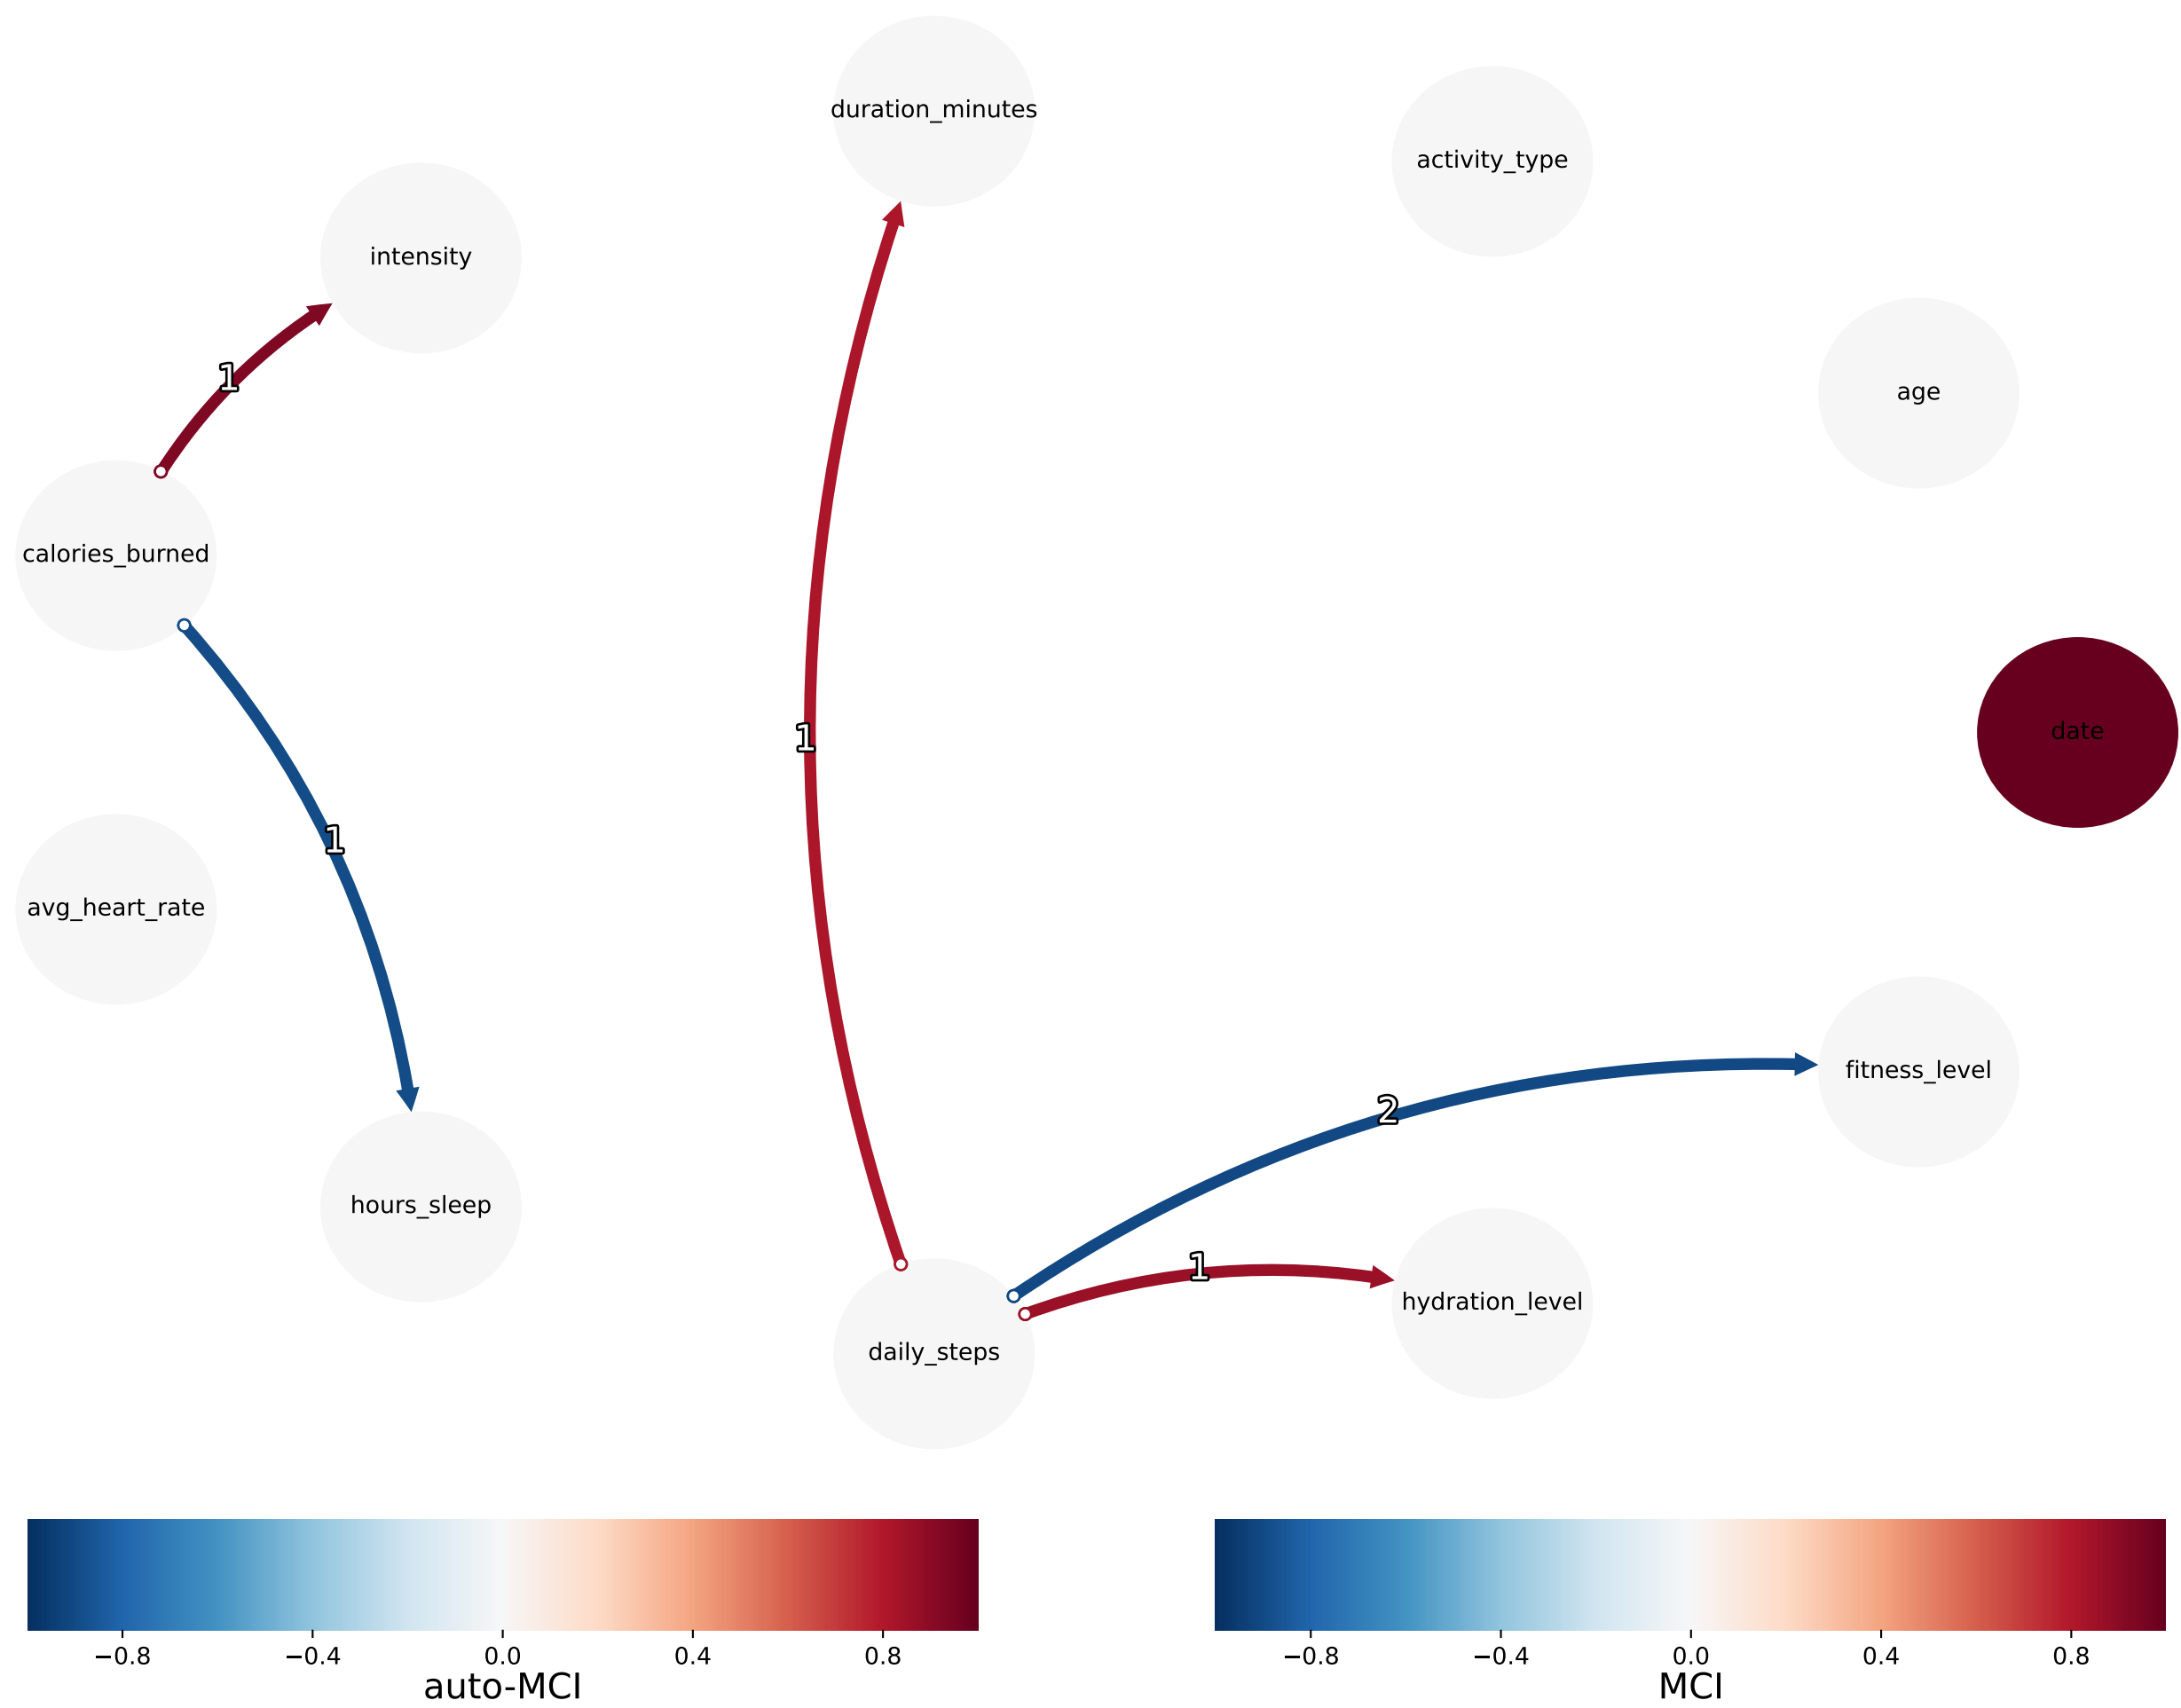 duration_minutes
activity_type
intensity
age
1
calories_burned
date
1
1
avg_heart_rate
fitness_level
2
hours_sleep
1
hydration_level
daily_steps
−0.8 −0.4 0.0 0.4 0.8
auto-MCI
−0.8 −0.4 0.0 0.4 0.8
MCI